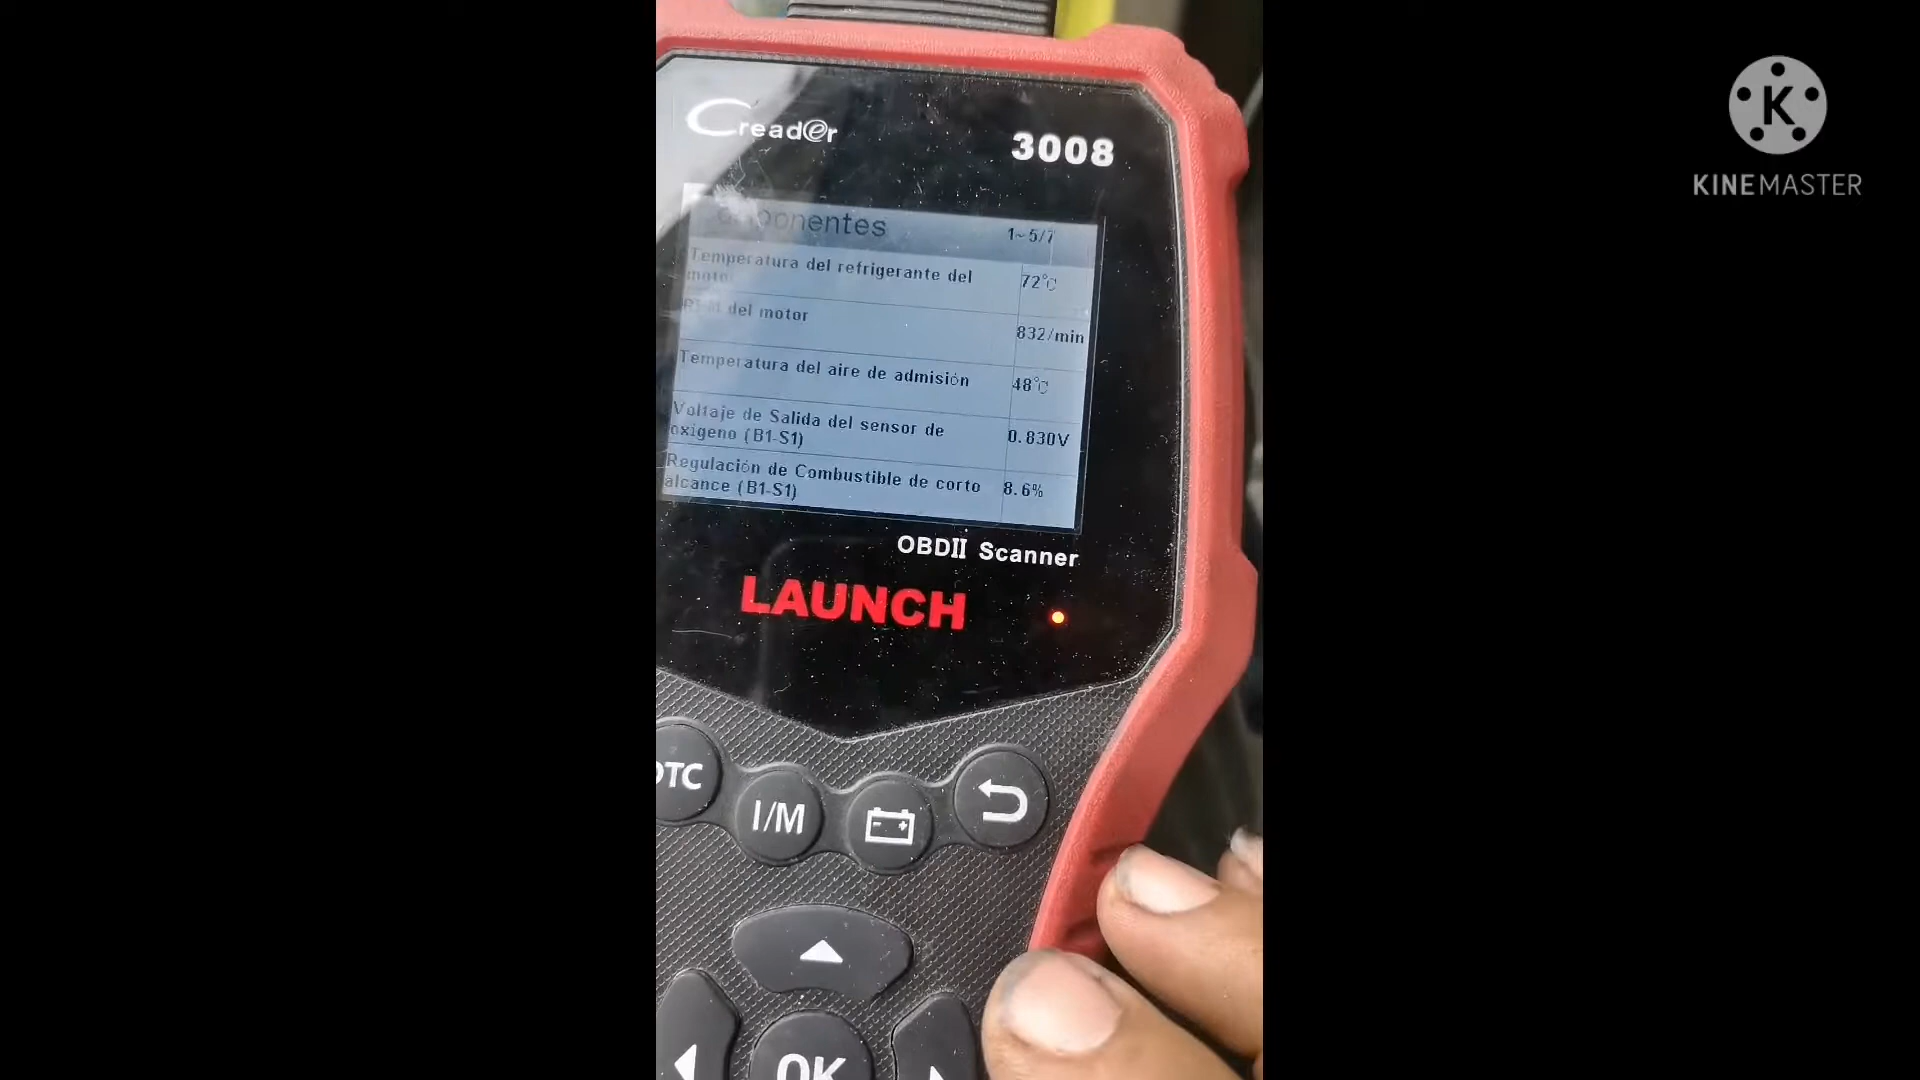 Creader
3008
K
KINEMASTER
1~5/7
Temperatura del refrigerante del
72°C
del motor
832/min
Temperatura del aire de admisión
48°C
Voltaje de Salida del sensor de
oxigeno (B1-S1)
0.830V
Regulación de Combustible de corto
alcance (B1-S1)
8.6%
OBDII Scanner
LAUNCH
DTC
I/M
OK